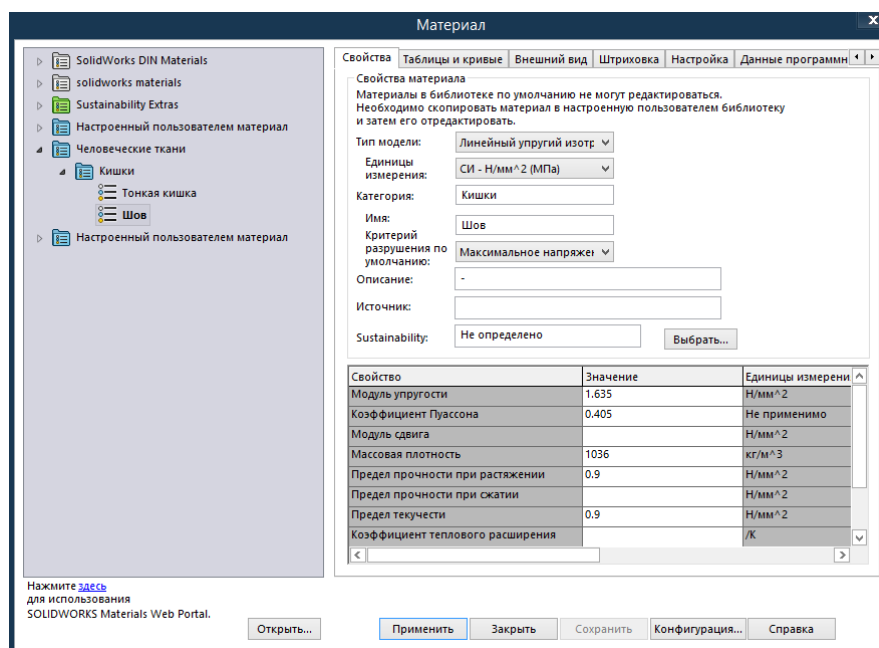 Материал
x
SolidWorks DIN Materials
solidworks materials
Sustainability Extras
Настроенный пользователем материал
Человеческие ткани
Кишки
Тонкая кишка
Шов
Настроенный пользователем материал
Нажмите здесь
для использования
SOLIDWORKS Materials Web Portal.
Открыть...
Свойства Таблицы и кривые Внешний вид Штриховка Настройка Данные программн
Свойства материала
Материалы в библиотеке по умолчанию не могут редактироваться.
Необходимо скопировать материал в настроенную пользователем библиотеку
и затем его отредактировать.
Тип модели: Линейный упругий изотр
Единицы
измерения: СИ - Н/мм^2 (МПа)
Категория: Кишки
Имя: Шов
Критерий
разрушения по
умолчанию: Максимальное напряжен
Описание: -
Источник:
Sustainability: Не определено Выбрать...
Свойство Значение Единицы измерени
Модуль упругости 1.635 Н/мм^2
Коэффициент Пуассона 0.405 Не применимо
Модуль сдвига Н/мм^2
Массовая плотность 1036 кг/м^3
Предел прочности при растяжении 0.9 Н/мм^2
Предел прочности при сжатии Н/мм^2
Предел текучести 0.9 Н/мм^2
Коэффициент теплового расширения /K
Применить Закрыть Сохранить Конфигурация... Справка